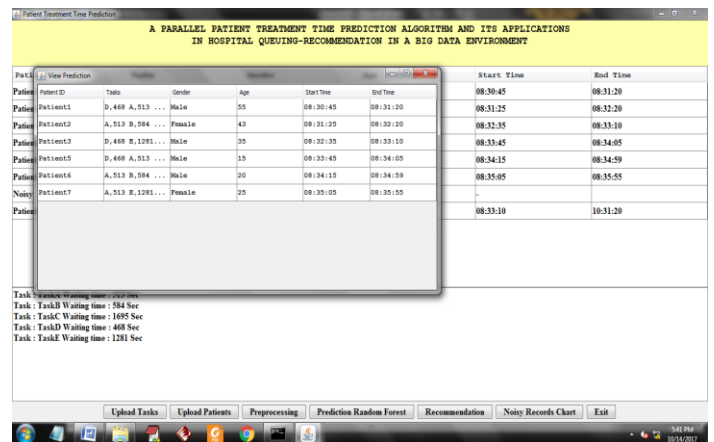 Patient Treatment Time Prediction
A PARALLEL PATIENT TREATMENT TIME PREDICTION ALGORITHM AND ITS APPLICATIONS
IN HOSPITAL QUEUING-RECOMMENDATION IN A BIG DATA ENVIRONMENT
Start Time End Time
08:30:45 08:31:20
08:31:25 08:32:20
08:32:35 08:33:10
08:33:45 08:34:05
08:34:15 08:34:59
08:35:05 08:35:55
Noisy -
08:33:10 10:31:20
View Prediction
Patient ID Tasks Gender Age Start Time End Time
Patient1 D,468 A,513 ... Male 55 08:30:45 08:31:20
Patient2 A,513 B,584 ... Female 43 08:31:25 08:32:20
Patient3 D,468 E,1281... Male 35 08:32:35 08:33:10
Patient5 D,468 A,513 ... Male 15 08:33:45 08:34:05
Patient6 A,513 B,584 ... Male 20 08:34:15 08:34:59
Patient7 A,513 E,1281... Female 25 08:35:05 08:35:55
Task : TaskA Waiting time : 513 Sec
Task : TaskB Waiting time : 584 Sec
Task : TaskC Waiting time : 1695 Sec
Task : TaskD Waiting time : 468 Sec
Task : TaskE Waiting time : 1281 Sec
Upload Tasks Upload Patients Preprocessing Prediction Random Forest Recommendation Noisy Records Chart Exit
5:41 PM
10/14/2017